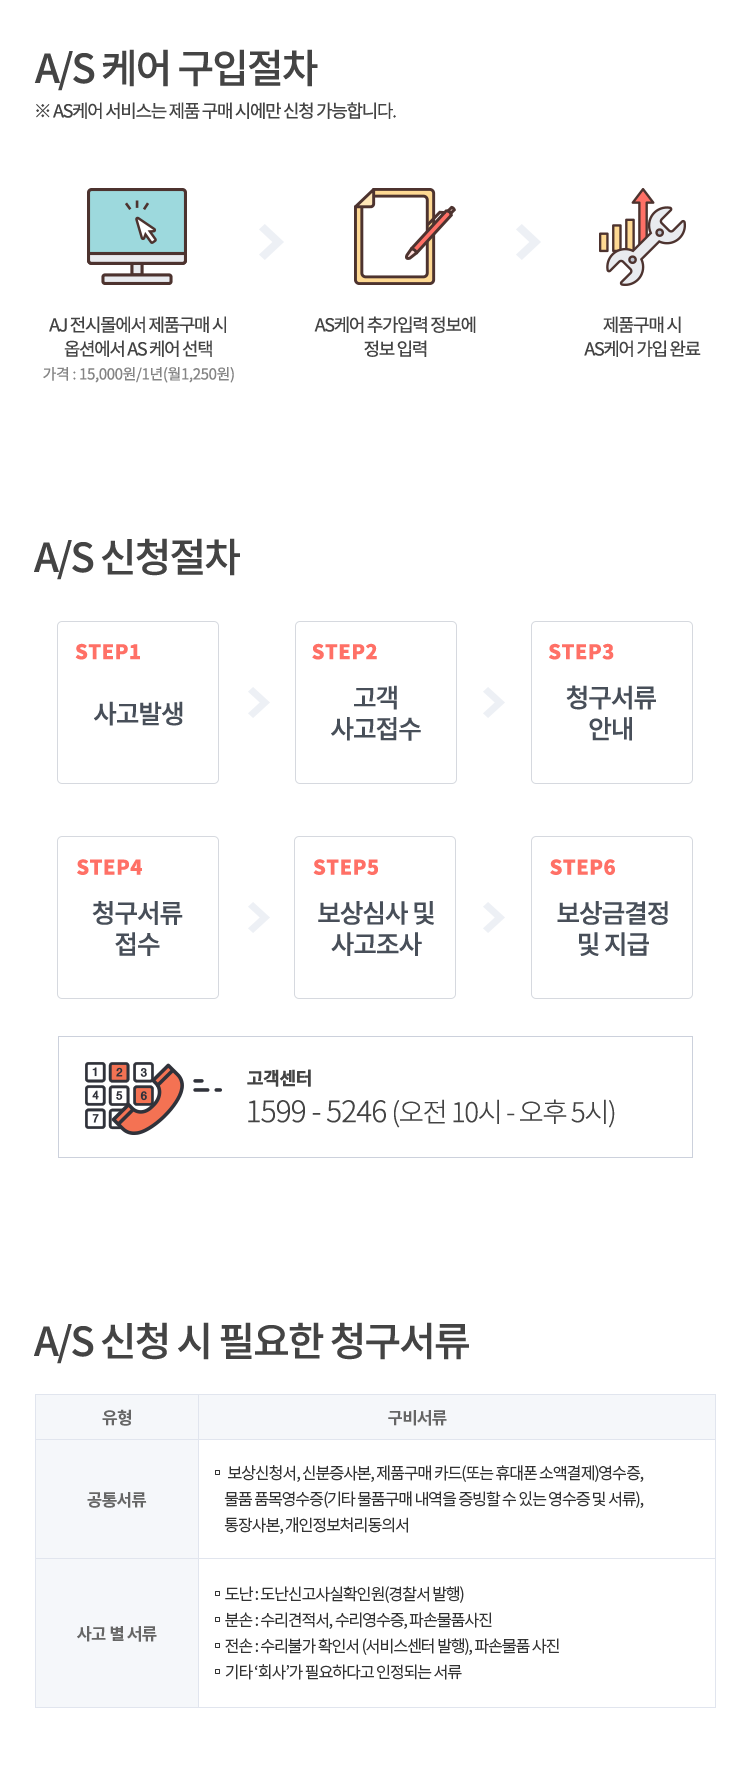 A/S 케어 구입절차
※ AS케어 서비스는 제품 구매 시에만 신청 가능합니다.
AJ 전시몰에서 제품구매 시
옵션에서 AS 케어 선택
가격 : 15,000원/1년(월1,250원)
AS케어 추가입력 정보에
정보 입력
제품구매 시
AS케어 가입 완료
A/S 신청절차
STEP1
사고발생
STEP2
고객
사고접수
STEP3
청구서류
안내
STEP4
청구서류
접수
STEP5
보상심사 및
사고조사
STEP6
보상금결정
및 지급
1 2 3
4 5 6
7
고객센터
1599 - 5246 (오전 10시 - 오후 5시)
A/S 신청 시 필요한 청구서류
유형 구비서류
공통서류
▫ 보상신청서, 신분증사본, 제품구매 카드(또는 휴대폰 소액결제)영수증,
물품 품목영수증(기타 물품구매 내역을 증빙할 수 있는 영수증 및 서류),
통장사본, 개인정보처리동의서
사고 별 서류
▫ 도난 : 도난신고사실확인원(경찰서 발행)
▫ 분손 : 수리견적서, 수리영수증, 파손물품사진
▫ 전손 : 수리불가 확인서 (서비스센터 발행), 파손물품 사진
▫ 기타 ‘회사’가 필요하다고 인정되는 서류